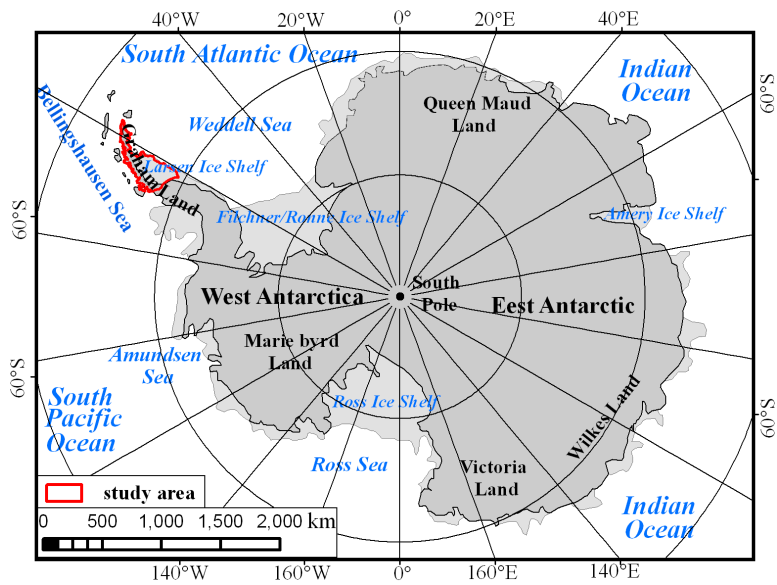 40°W
20°W
0°
20°E
40°E
South Atlantic Ocean
Indian
Ocean
60°S
Bellingshausen Sea
Weddell Sea
Queen Maud
Land
Graham Land
Larsen Ice Shelf
60°S
Filchner/Ronne Ice Shelf
Amery Ice Shelf
South
Pole
West Antarctica
Eest Antarctic
Marie byrd
Land
Amundsen
Sea
60°S
South
Pacific
Ocean
Ross Ice Shelf
Wilkes Land
60°S
Ross Sea
Victoria
Land
study area
Indian
Ocean
0 500 1,000 1,500 2,000 km
140°W
160°W
0°
160°E
140°E